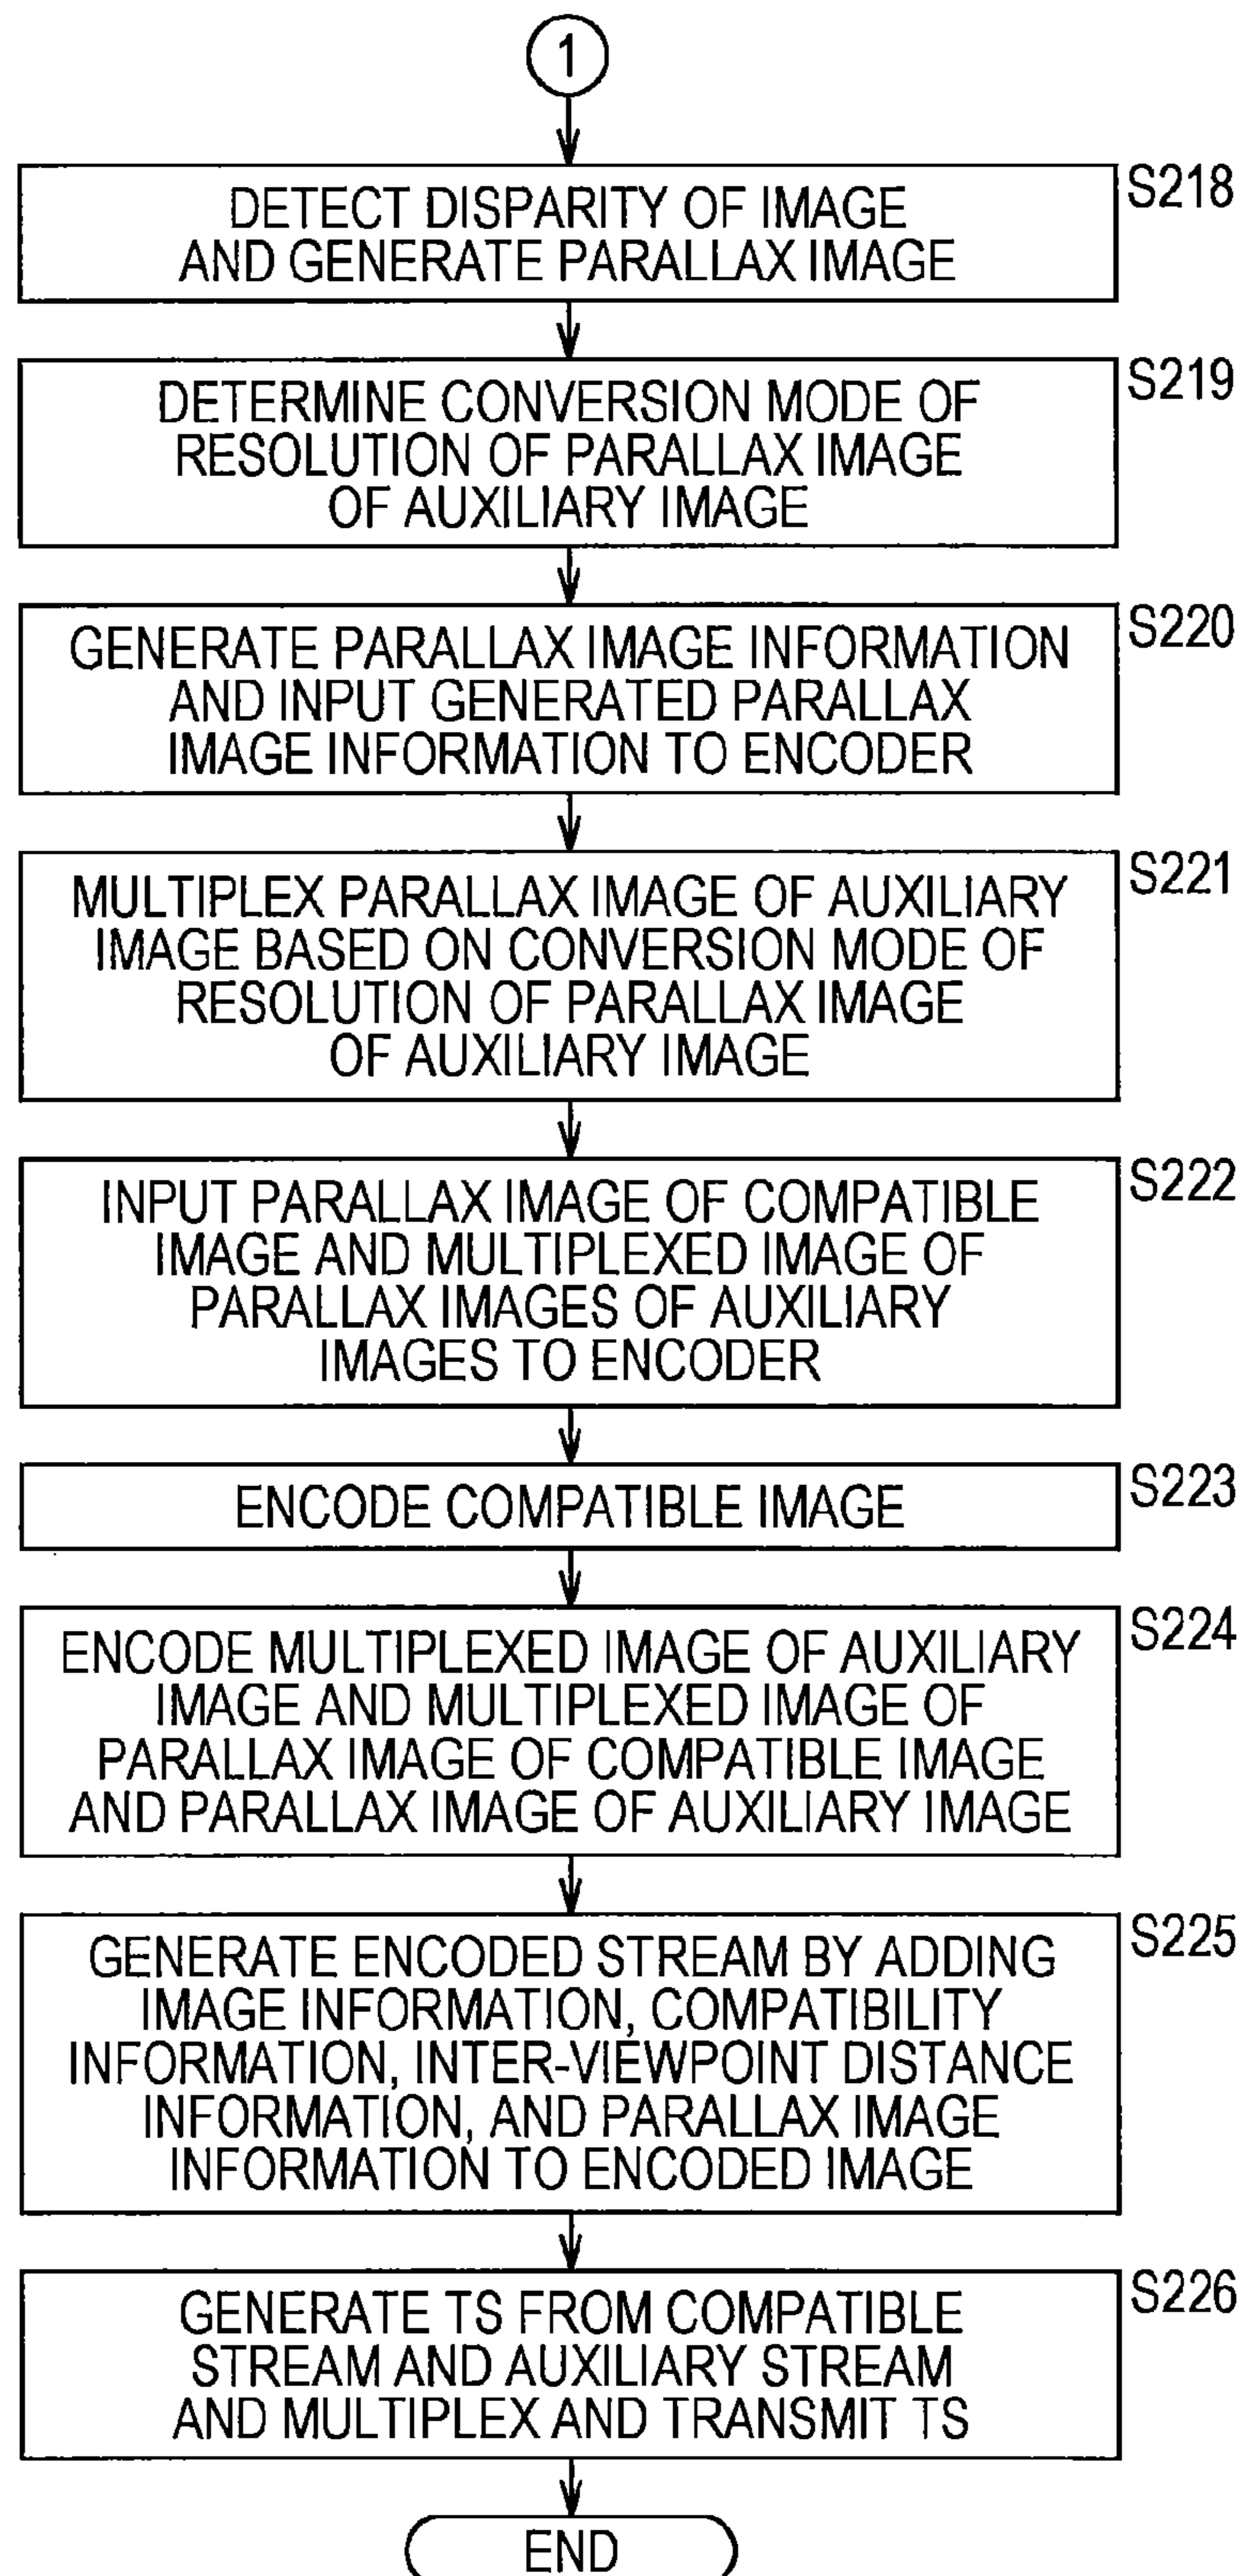 1
DETECT DISPARITY OF IMAGE
AND GENERATE PARALLAX IMAGE
S218
DETERMINE CONVERSION MODE OF
RESOLUTION OF PARALLAX IMAGE
OF AUXILIARY IMAGE
S219
GENERATE PARALLAX IMAGE INFORMATION
AND INPUT GENERATED PARALLAX
IMAGE INFORMATION TO ENCODER
S220
MULTIPLEX PARALLAX IMAGE OF AUXILIARY
IMAGE BASED ON CONVERSION MODE OF
RESOLUTION OF PARALLAX IMAGE
OF AUXILIARY IMAGE
S221
INPUT PARALLAX IMAGE OF COMPATIBLE
IMAGE AND MULTIPLEXED IMAGE OF
PARALLAX IMAGES OF AUXILIARY
IMAGES TO ENCODER
S222
ENCODE COMPATIBLE IMAGE
S223
ENCODE MULTIPLEXED IMAGE OF AUXILIARY
IMAGE AND MULTIPLEXED IMAGE OF
PARALLAX IMAGE OF COMPATIBLE IMAGE
AND PARALLAX IMAGE OF AUXILIARY IMAGE
S224
GENERATE ENCODED STREAM BY ADDING
IMAGE INFORMATION, COMPATIBILITY
INFORMATION, INTER-VIEWPOINT DISTANCE
INFORMATION, AND PARALLAX IMAGE
INFORMATION TO ENCODED IMAGE
S225
GENERATE TS FROM COMPATIBLE
STREAM AND AUXILIARY STREAM
AND MULTIPLEX AND TRANSMIT TS
S226
END